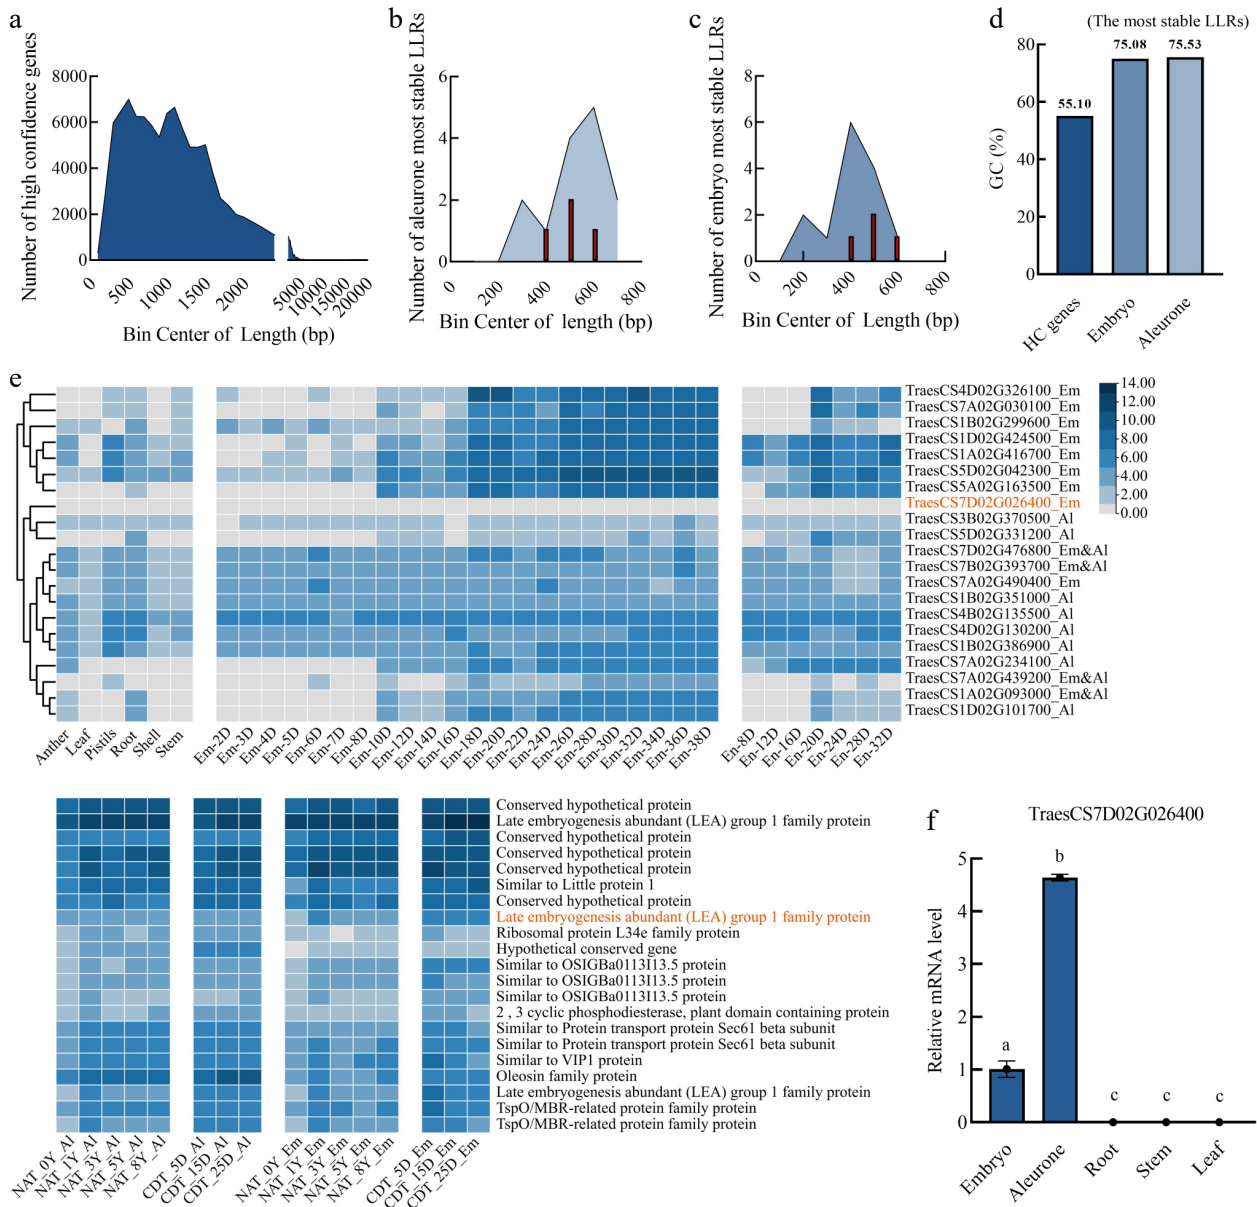 a
Number of high confidence genes
8000
6000
4000
2000
0
0
500
1000
1500
2000
5000
10000
15000
20000
Bin Center of Length (bp)
b
Number of aleurone most stable LLRs
6
4
2
0
0
200
400
600
800
Bin Center of length (bp)
c
Number of embryo most stable LLRs
8
6
4
2
0
0
200
400
600
800
Bin Center of Length (bp)
d
(The most stable LLRs)
GC (%)
80
60
40
20
0
55.10
75.08
75.53
HC genes
Embryo
Aleurone
e
TraesCS4D02G326100_Em
TraesCS7A02G030100_Em
TraesCS1B02G299600_Em
TraesCS1D02G424500_Em
TraesCS1A02G416700_Em
TraesCS5D02G042300_Em
TraesCS5A02G163500_Em
TraesCS7D02G026400_Em
TraesCS3B02G370500_Al
TraesCS5D02G331200_Al
TraesCS7D02G476800_Em&Al
TraesCS7B02G393700_Em&Al
TraesCS7A02G490400_Em
TraesCS1B02G351000_Al
TraesCS4B02G135500_Al
TraesCS4D02G130200_Al
TraesCS1B02G386900_Al
TraesCS7A02G234100_Al
TraesCS7A02G439200_Em&Al
TraesCS1A02G093000_Em&Al
TraesCS1D02G101700_Al
14.00
12.00
10.00
8.00
6.00
4.00
2.00
0.00
Anther
Leaf
Pistils
Root
Shell
Stem
Em-2D
Em-3D
Em-4D
Em-5D
Em-6D
Em-7D
Em-8D
Em-10D
Em-12D
Em-14D
Em-16D
Em-18D
Em-20D
Em-22D
Em-24D
Em-26D
Em-28D
Em-30D
Em-32D
Em-34D
Em-36D
Em-38D
En-8D
En-12D
En-16D
En-20D
En-24D
En-28D
En-32D
Conserved hypothetical protein
Late embryogenesis abundant (LEA) group 1 family protein
Conserved hypothetical protein
Conserved hypothetical protein
Conserved hypothetical protein
Similar to Little protein 1
Conserved hypothetical protein
Late embryogenesis abundant (LEA) group 1 family protein
Ribosomal protein L34e family protein
Hypothetical conserved gene
Similar to OSIGBa0113I13.5 protein
Similar to OSIGBa0113I13.5 protein
Similar to OSIGBa0113I13.5 protein
2 , 3 cyclic phosphodiesterase, plant domain containing protein
Similar to Protein transport protein Sec61 beta subunit
Similar to Protein transport protein Sec61 beta subunit
Similar to VIP1 protein
Oleosin family protein
Late embryogenesis abundant (LEA) group 1 family protein
TspO/MBR-related protein family protein
TspO/MBR-related protein family protein
NAT_0Y_Al
NAT_1Y_Al
NAT_3Y_Al
NAT_5Y_Al
NAT_8Y_Al
CDT_5D_Al
CDT_15D_Al
CDT_25D_Al
NAT_0Y_Em
NAT_1Y_Em
NAT_3Y_Em
NAT_5Y_Em
NAT_8Y_Em
CDT_5D_Em
CDT_15D_Em
CDT_25D_Em
f
TraesCS7D02G026400
Relative mRNA level
5
4
3
2
1
0
a
b
c
c
c
Embryo
Aleurone
Root
Stem
Leaf